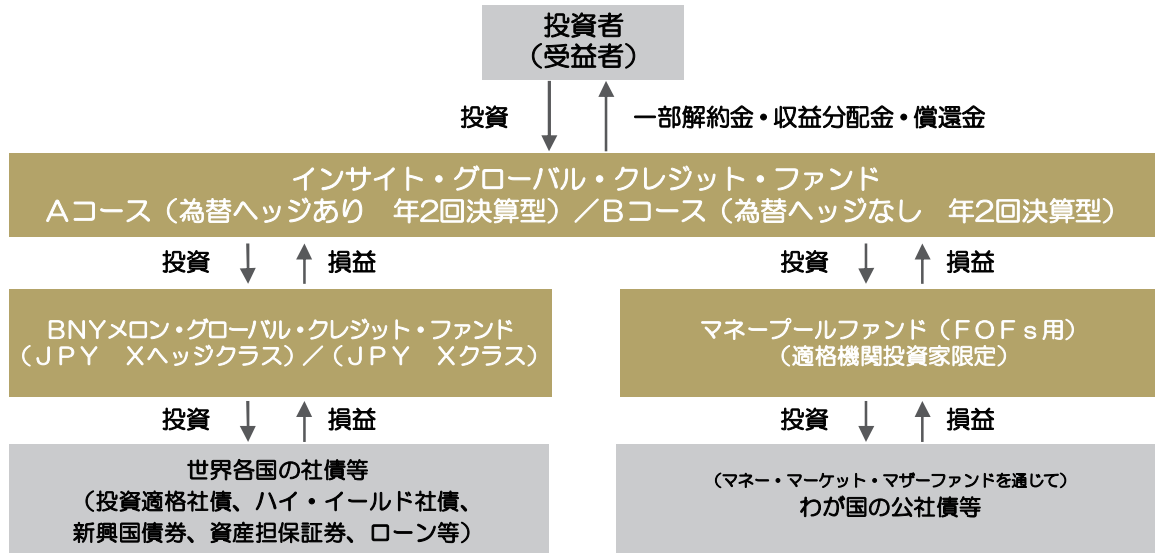 投資者
（受益者）
投資
一部解約金・収益分配金・償還金
インサイト・グローバル・クレジット・ファンド
Ａコース（為替ヘッジあり　年2回決算型）／Ｂコース（為替ヘッジなし　年2回決算型）
投資
損益
投資
損益
ＢＮＹメロン・グローバル・クレジット・ファンド
（ＪＰＹ　Ｘヘッジクラス）／（ＪＰＹ　Ｘクラス）
マネープールファンド（ＦＯＦｓ用）
（適格機関投資家限定）
投資
損益
投資
損益
世界各国の社債等
（投資適格社債、ハイ・イールド社債、
新興国債券、資産担保証券、ローン等）
（マネー・マーケット・マザーファンドを通じて）
わが国の公社債等